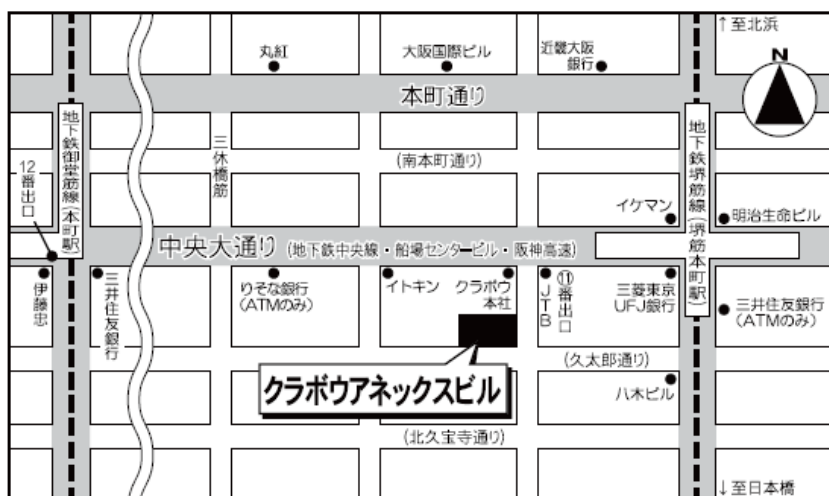 ↑至北浜
丸紅
大阪国際ビル
近畿大阪
銀行
N
本町通り
地下鉄御堂筋線(本町駅)
三休橋筋
(南本町通り)
地下鉄堺筋線(堺筋本町駅)
12番出口
イケマン
明治生命ビル
中央大通り (地下鉄中央線・船場センタービル・阪神高速)
伊藤忠
三井住友銀行
りそな銀行
(ATMのみ)
イトキン
クラボウ
本社
JTB
⑪番出口
三菱東京
UFJ銀行
三井住友銀行
(ATMのみ)
(久太郎通り)
クラボウアネックスビル
八木ビル
(北久宝寺通り)
↓至日本橋